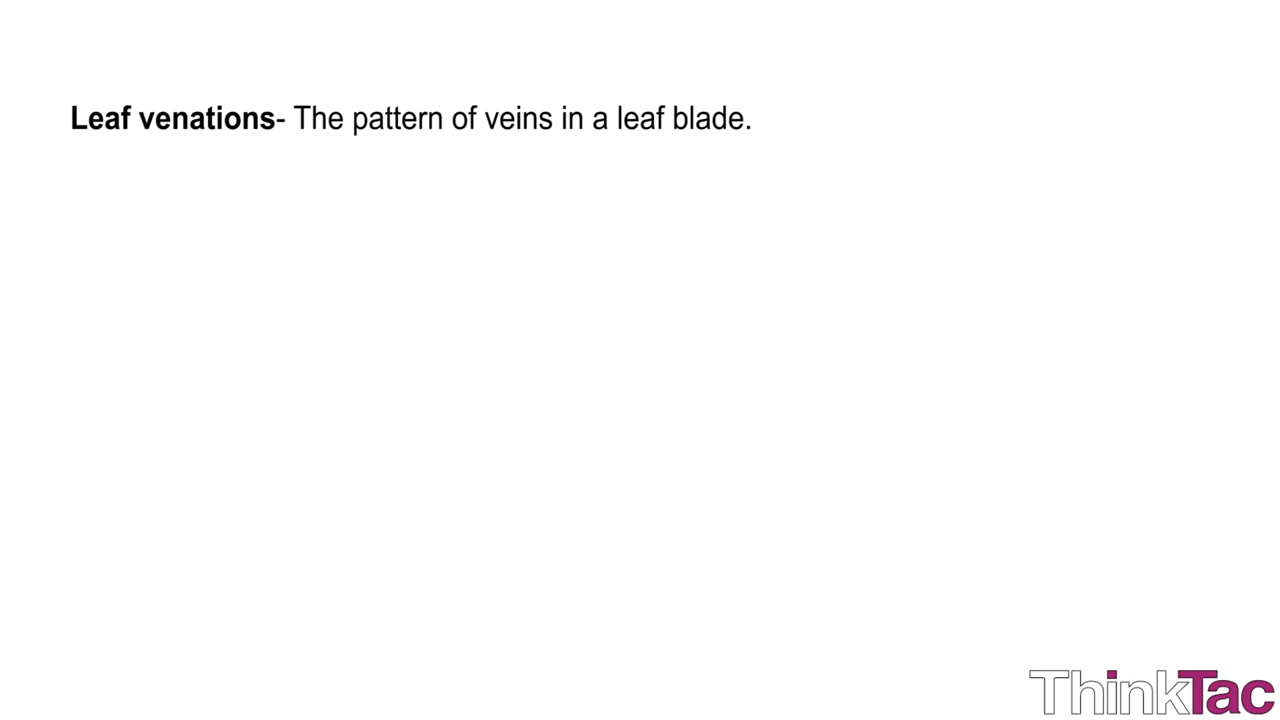 Leaf venations- The pattern of veins in a leaf blade.
ThinkTac